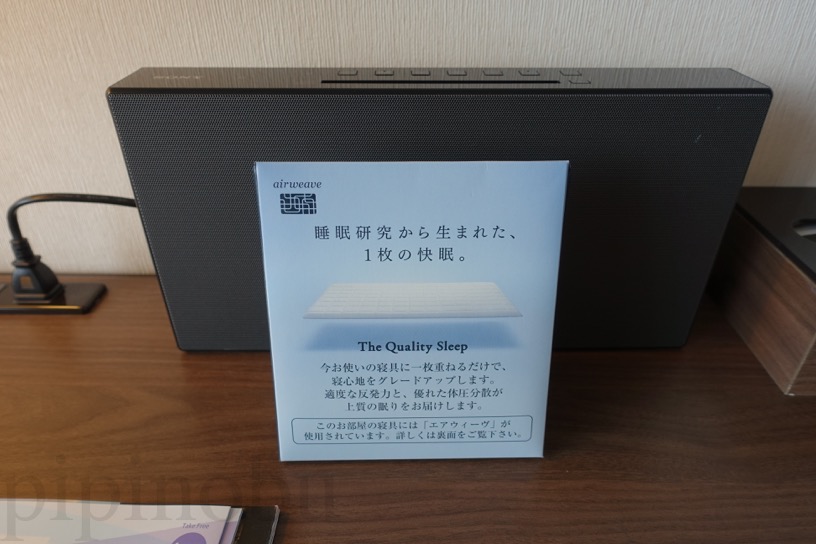 airweave
睡眠研究から生まれた、
1枚の快眠。
The Quality Sleep
今お使いの寝具に一枚重ねるだけで、
寝心地をグレードアップします。
適度な反発力と、優れた体圧分散が
上質の眠りをお届けします。
このお部屋の寝具には「エアウィーヴ」が
使用されています。詳しくは裏面をご覧下さい。
Take Free
pipimobu